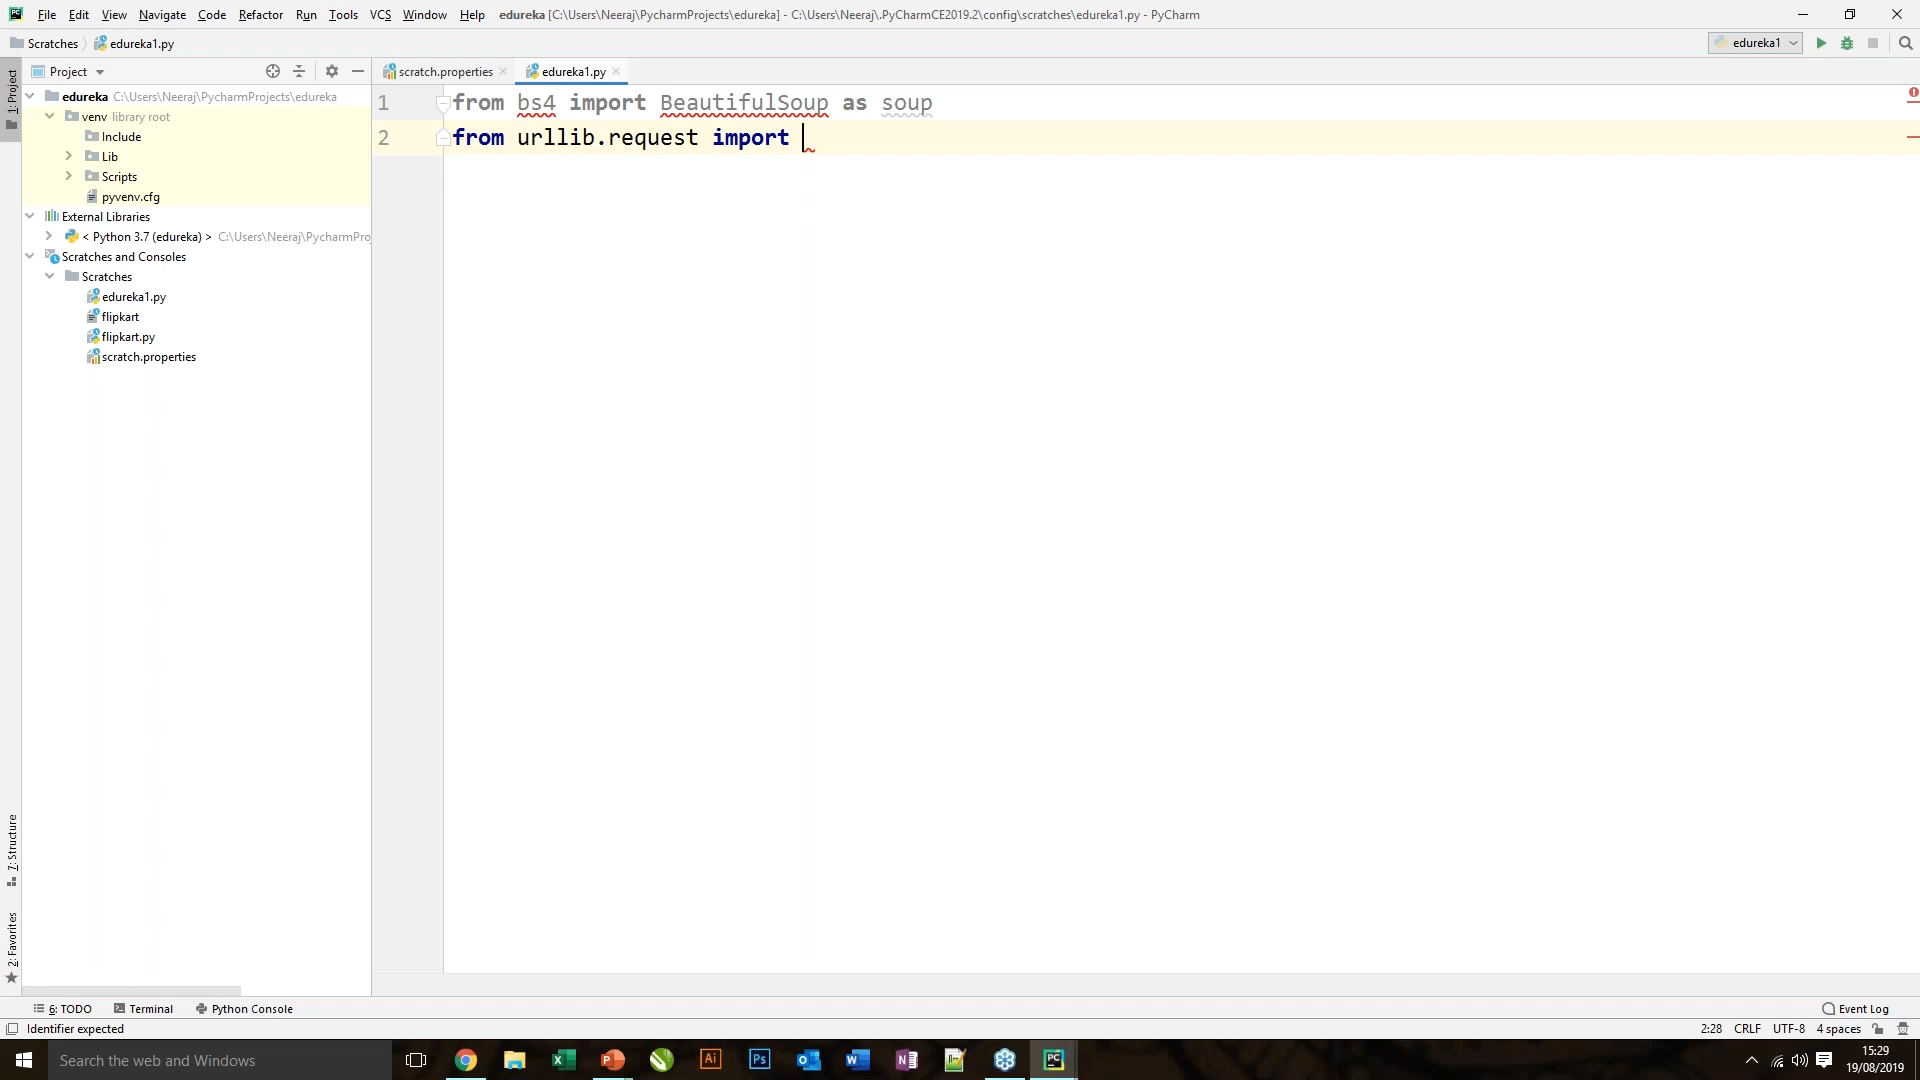 File Edit View Navigate Code Refactor Run Tools VCS Window Help edureka [C:\Users\Neeraj\PycharmProjects\edureka] - C:\Users\Neeraj\.PyCharmCE2019.2\config\scratches\edureka1.py - PyCharm
Scratches edureka1.py edureka1
Project scratch.properties edureka1.py
1: Project
edureka C:\Users\Neeraj\PycharmProjects\edureka
venv library root
Include
Lib
Scripts
pyvenv.cfg
External Libraries
< Python 3.7 (edureka) > C:\Users\Neeraj\PycharmPro
Scratches and Consoles
Scratches
edureka1.py
flipkart
flipkart.py
scratch.properties
1 from bs4 import BeautifulSoup as soup
2 from urllib.request import
7: Structure
2: Favorites
6: TODO Terminal Python Console Event Log
Identifier expected 2:28 CRLF UTF-8 4 spaces
Search the web and Windows
15:29
19/08/2019